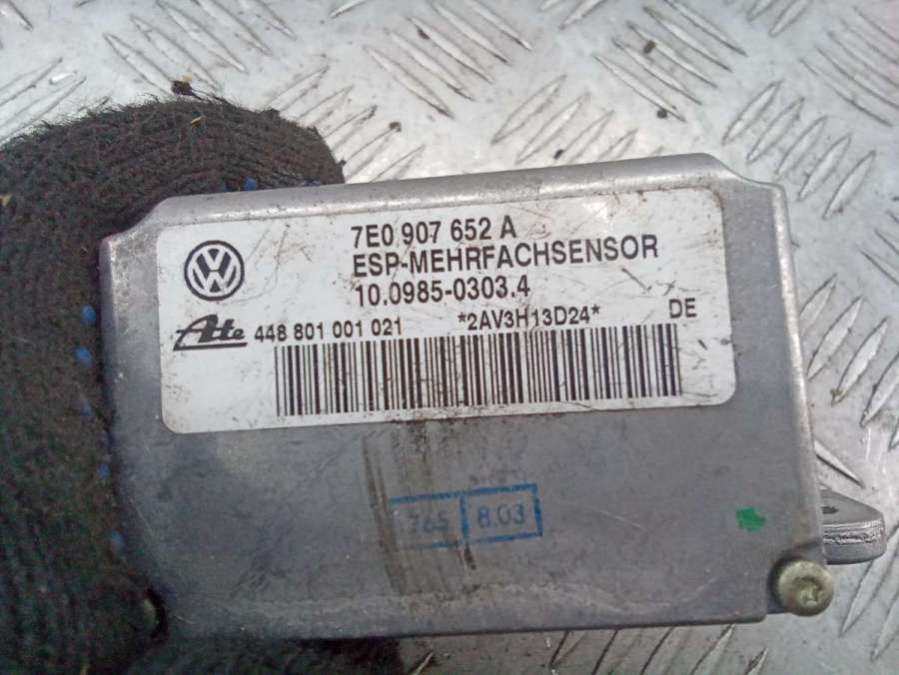 7E0 907 652 A
ESP-MEHRFACHSENSOR
10.0985-0303.4
Ate 448 801 001 021 *2AV3H13D24* DE
765 8.03